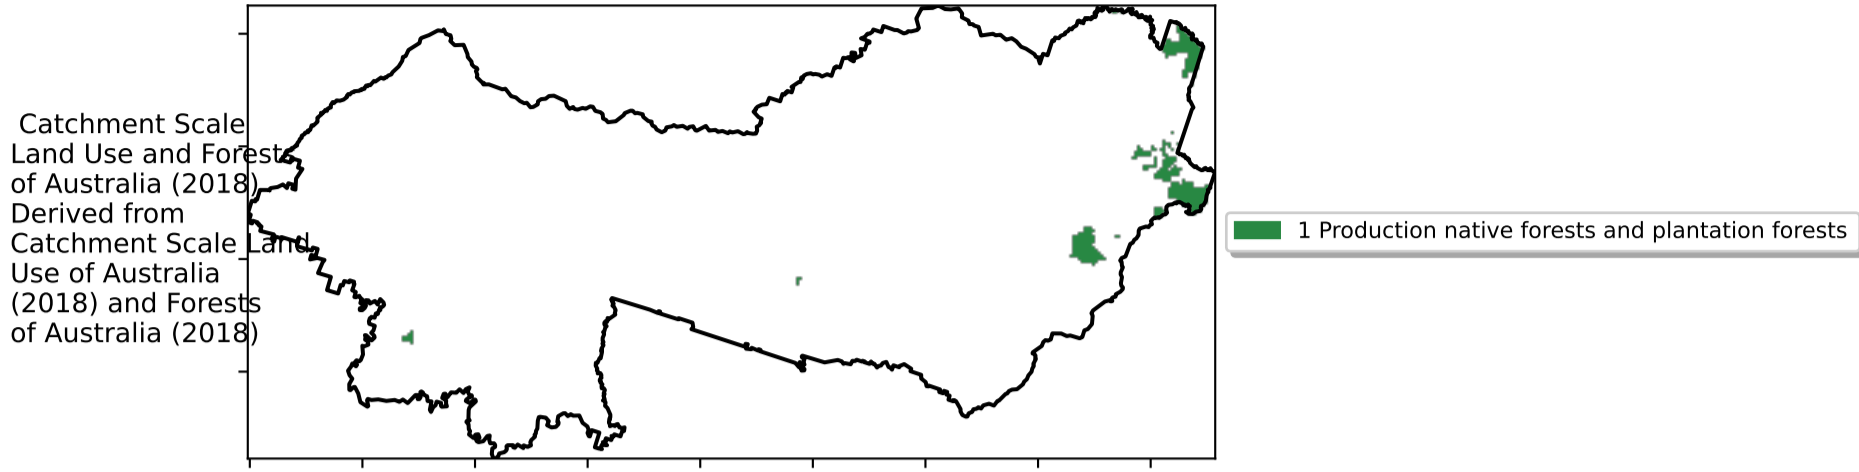 Catchment Scale
Land Use and Forests
of Australia (2018)
Derived from
Catchment Scale Land
Use of Australia
(2018) and Forests
of Australia (2018)
1 Production native forests and plantation forests